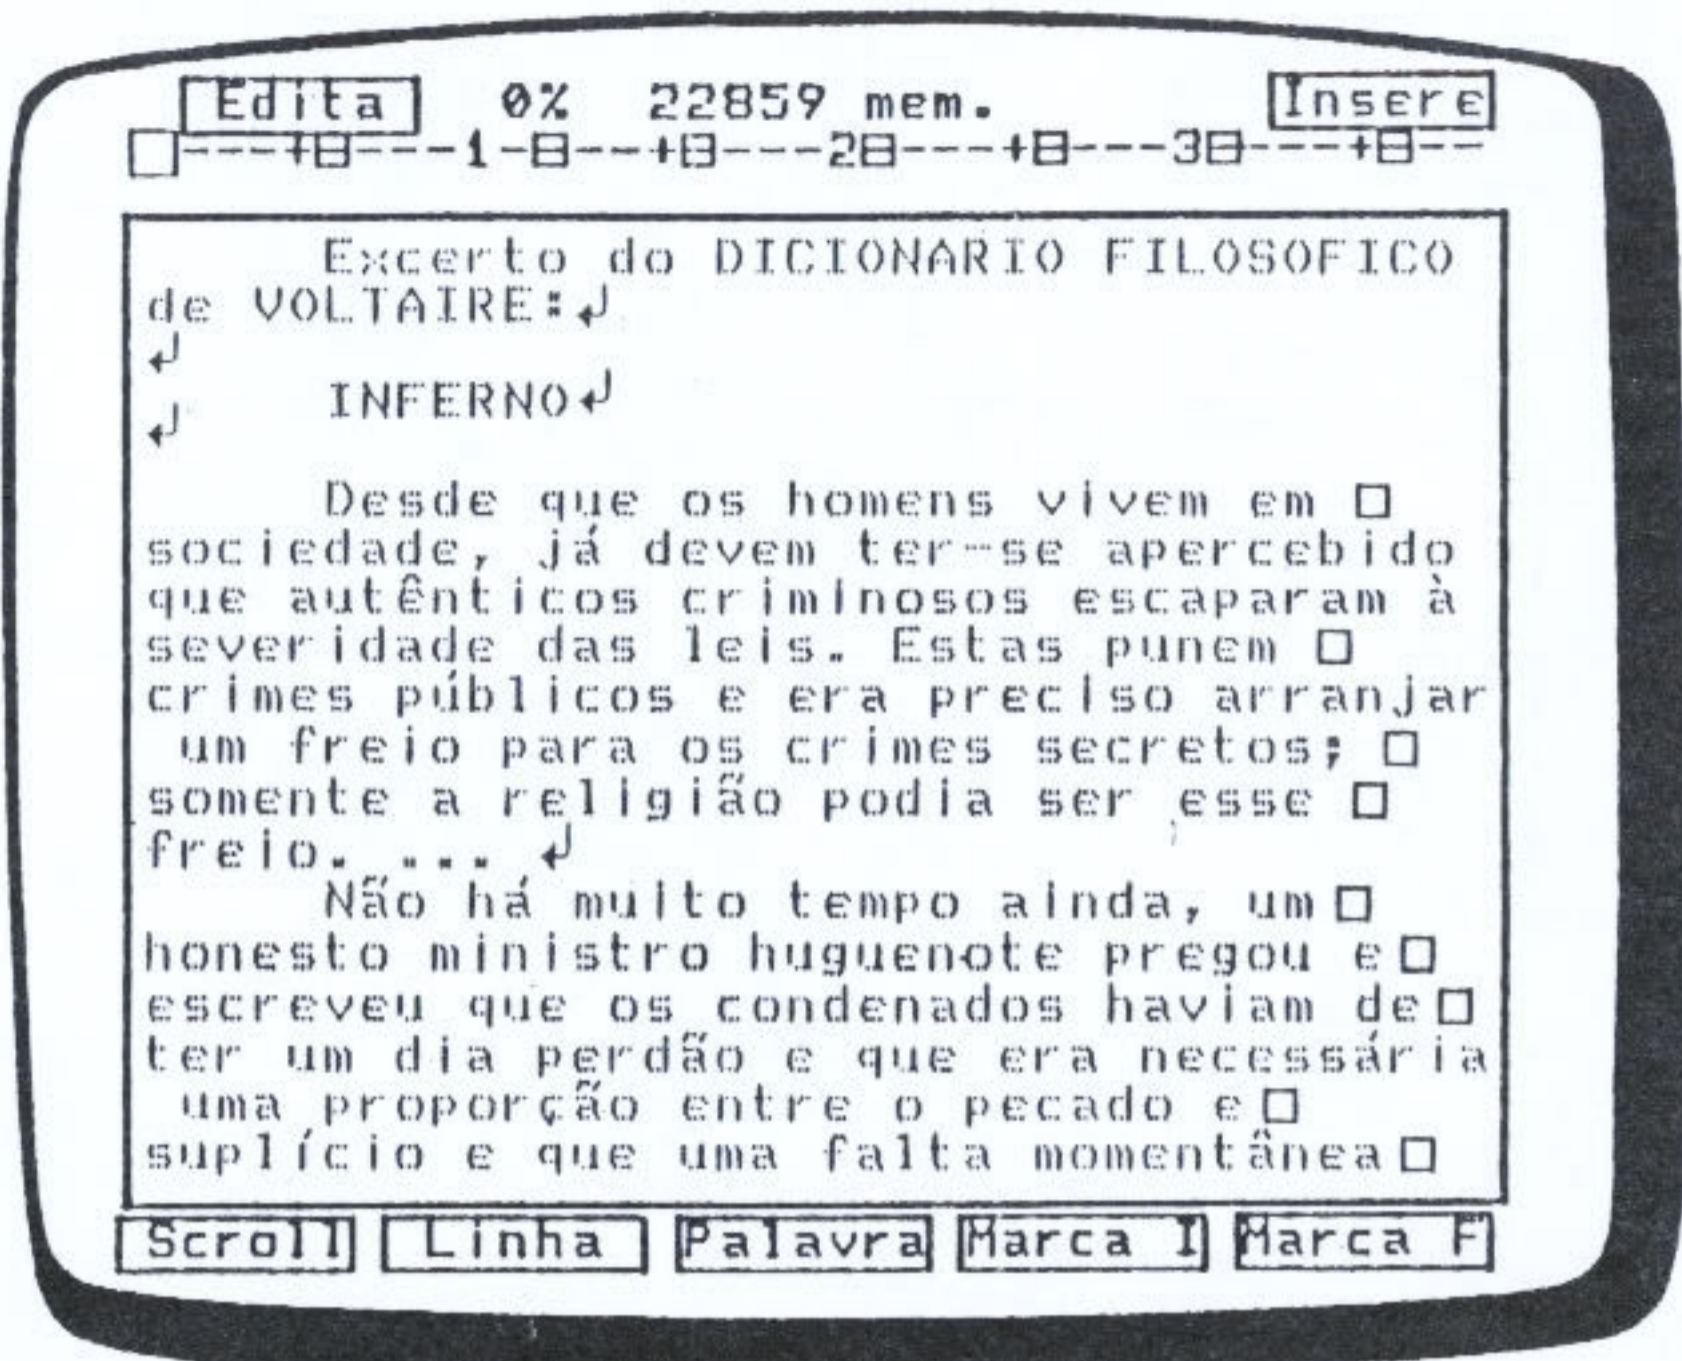 Edita 0% 22859 mem. Insere
□---+⊟---1-⊟--+⊟---2⊟---+⊟---3⊟---+⊟--
Excerto do DICIONARIO FILOSOFICO
de VOLTAIRE:↲
↲
INFERNO↲
↲
Desde que os homens vivem em □
sociedade, já devem ter-se apercebido
que autênticos criminosos escaparam à
severidade das leis. Estas punem □
crimes públicos e era preciso arranjar
um freio para os crimes secretos; □
somente a religião podia ser esse □
freio. ... ↲
Não há muito tempo ainda, um□
honesto ministro huguenote pregou e□
escreveu que os condenados haviam de□
ter um dia perdão e que era necessária
uma proporção entre o pecado e□
suplício e que uma falta momentânea□
Scroll Linha Palavra Marca I Marca F